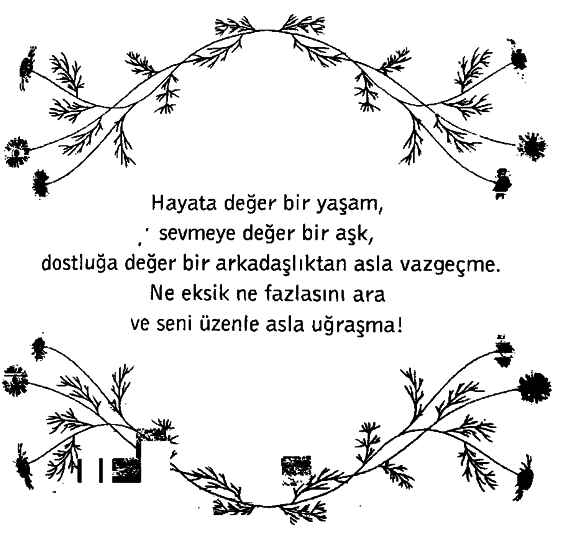 Hayata değer bir yaşam,
sevmeye değer bir aşk,
dostluğa değer bir arkadaşlıktan asla vazgeçme.
Ne eksik ne fazlasını ara
ve seni üzenle asla uğraşma!